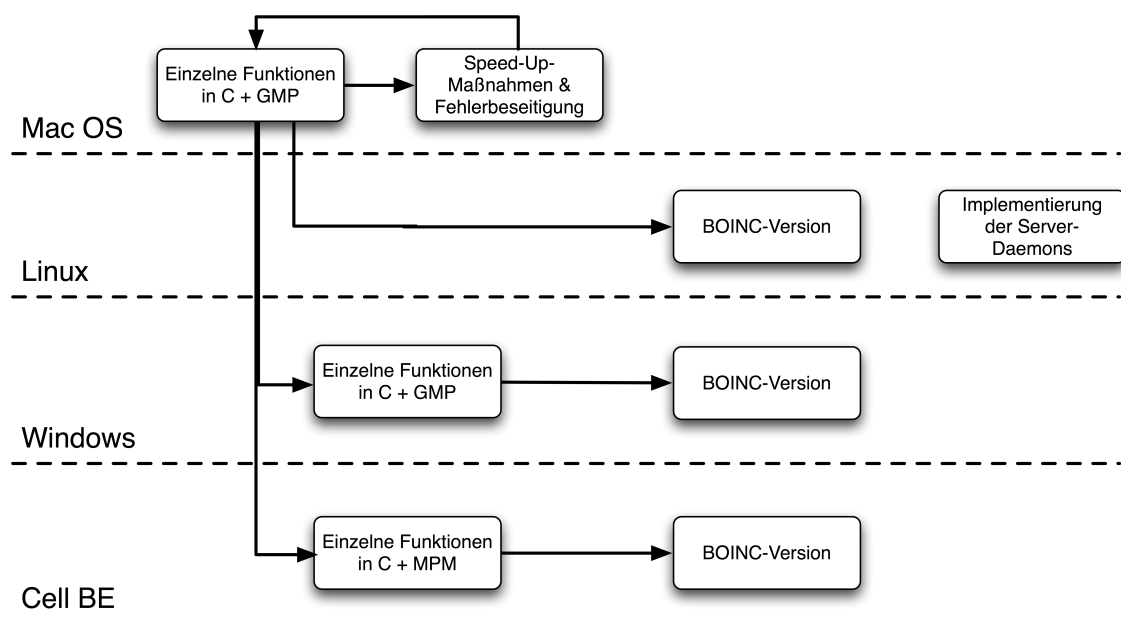 Einzelne Funktionen
in C + GMP
Speed-Up-
Maßnahmen &
Fehlerbeseitigung
Mac OS
BOINC-Version
Implementierung
der Server-
Daemons
Linux
Einzelne Funktionen
in C + GMP
BOINC-Version
Windows
Einzelne Funktionen
in C + MPM
BOINC-Version
Cell BE